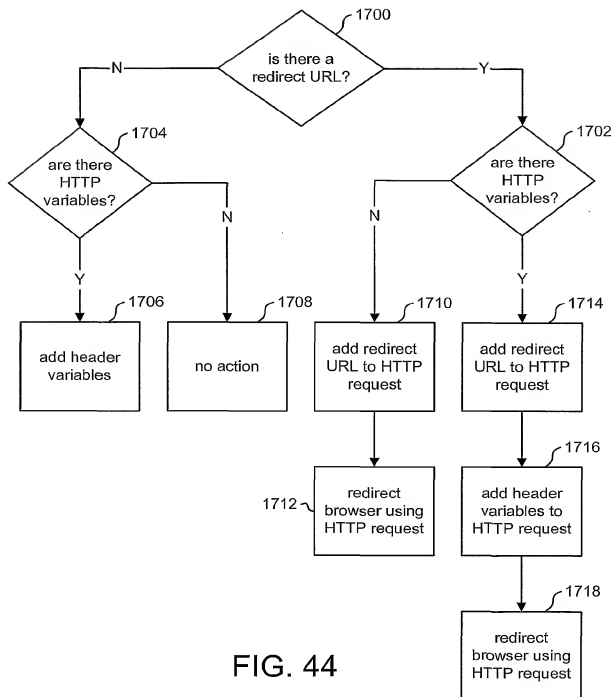 1700
is there a
redirect URL?
N
Y
1704
are there
HTTP
variables?
1702
are there
HTTP
variables?
N
Y
N
Y
1706
add header
variables
1708
no action
1710
add redirect
URL to HTTP
request
1714
add redirect
URL to HTTP
request
1712
redirect
browser using
HTTP request
1716
add header
variables to
HTTP request
1718
redirect
browser using
HTTP request
FIG. 44